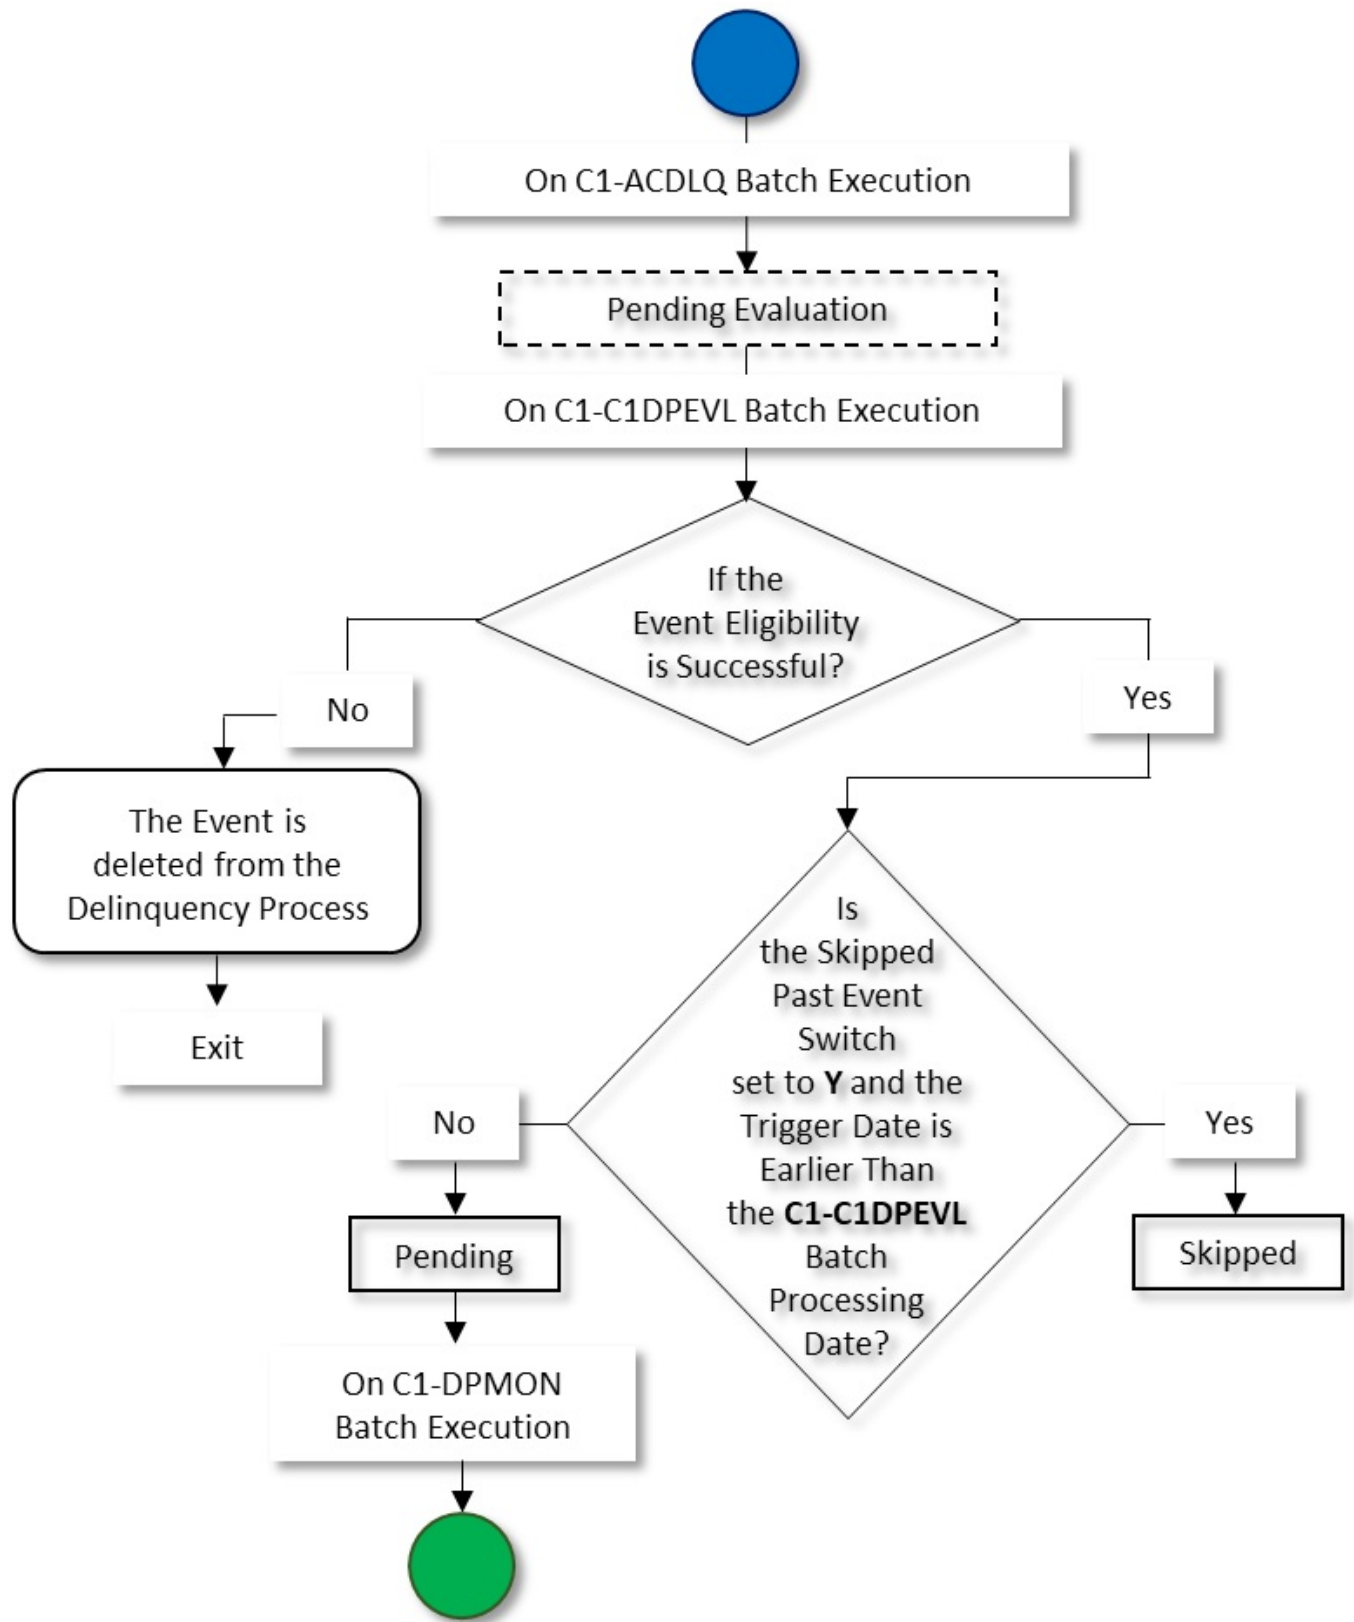 On C1-ACDLQ Batch Execution
Pending Evaluation
On C1-C1DPEVL Batch Execution
If the
Event Eligibility
is Successful?
No
Yes
The Event is
deleted from the
Delinquency Process
Exit
Is
the Skipped
Past Event
Switch
set to Y and the
Trigger Date is
Earlier Than
the C1-C1DPEVL
Batch
Processing
Date?
No
Yes
Pending
Skipped
On C1-DPMON
Batch Execution